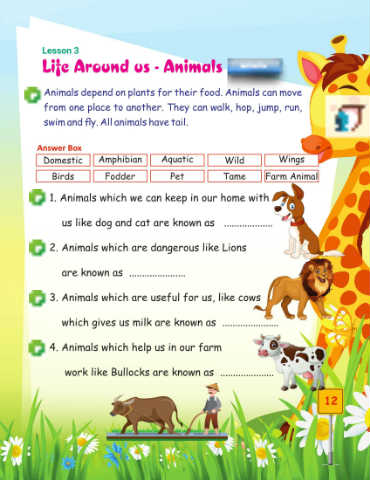 Lesson 3
Life Around us - Animals
Animals depend on plants for their food. Animals can move
from one place to another. They can walk, hop, jump, run,
swim and fly. All animals have tail.
Answer Box
Domestic Amphibian Aquatic Wild Wings
Birds Fodder Pet Tame Farm Animal
1. Animals which we can keep in our home with
us like dog and cat are known as ..................
2. Animals which are dangerous like Lions
are known as .....................
3. Animals which are useful for us, like cows
which gives us milk are known as .....................
4. Animals which help us in our farm
work like Bullocks are known as ....................
12